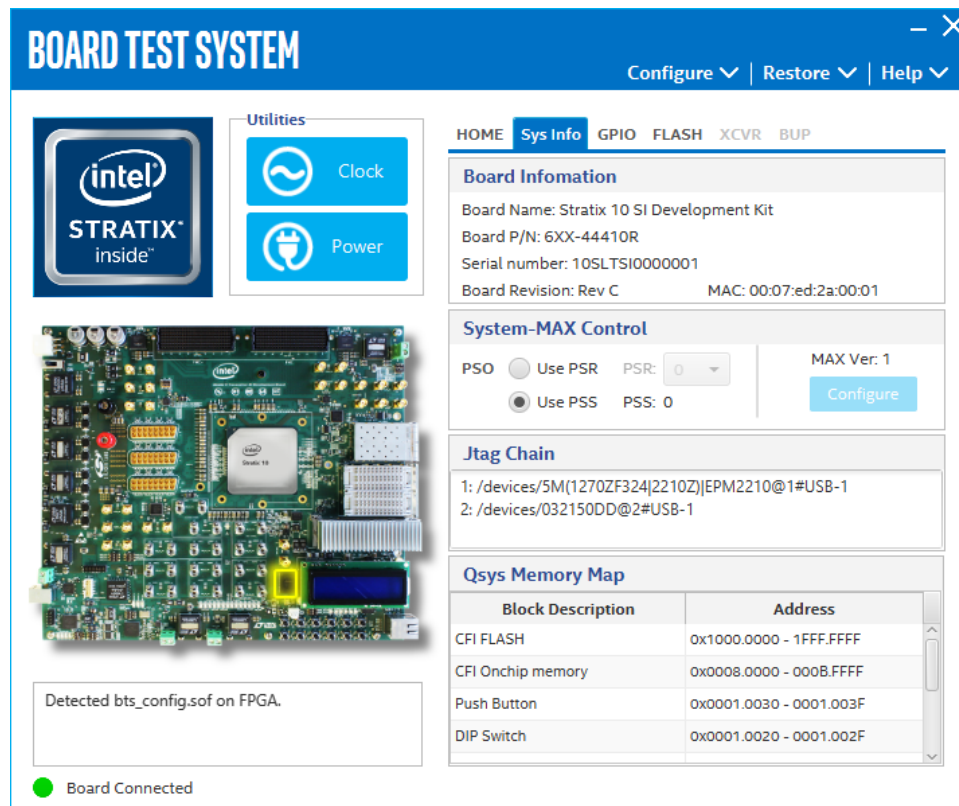 BOARD TEST SYSTEM
Configure | Restore | Help
Utilities
Clock
Power
intel
STRATIX
inside™
HOME Sys Info GPIO FLASH XCVR BUP
Board Infomation
Board Name: Stratix 10 SI Development Kit
Board P/N: 6XX-44410R
Serial number: 10SLTSI0000001
Board Revision: Rev C MAC: 00:07:ed:2a:00:01
System-MAX Control
PSO Use PSR PSR: 0
Use PSS PSS: 0
MAX Ver: 1
Configure
Jtag Chain
1: /devices/5M(1270ZF324|2210Z)|EPM2210@1#USB-1
2: /devices/032150DD@2#USB-1
Qsys Memory Map
Block Description Address
CFI FLASH 0x1000.0000 - 1FFF.FFFF
CFI Onchip memory 0x0008.0000 - 000B.FFFF
Push Button 0x0001.0030 - 0001.003F
DIP Switch 0x0001.0020 - 0001.002F
intel
intel
Stratix 10
Detected bts_config.sof on FPGA.
Board Connected